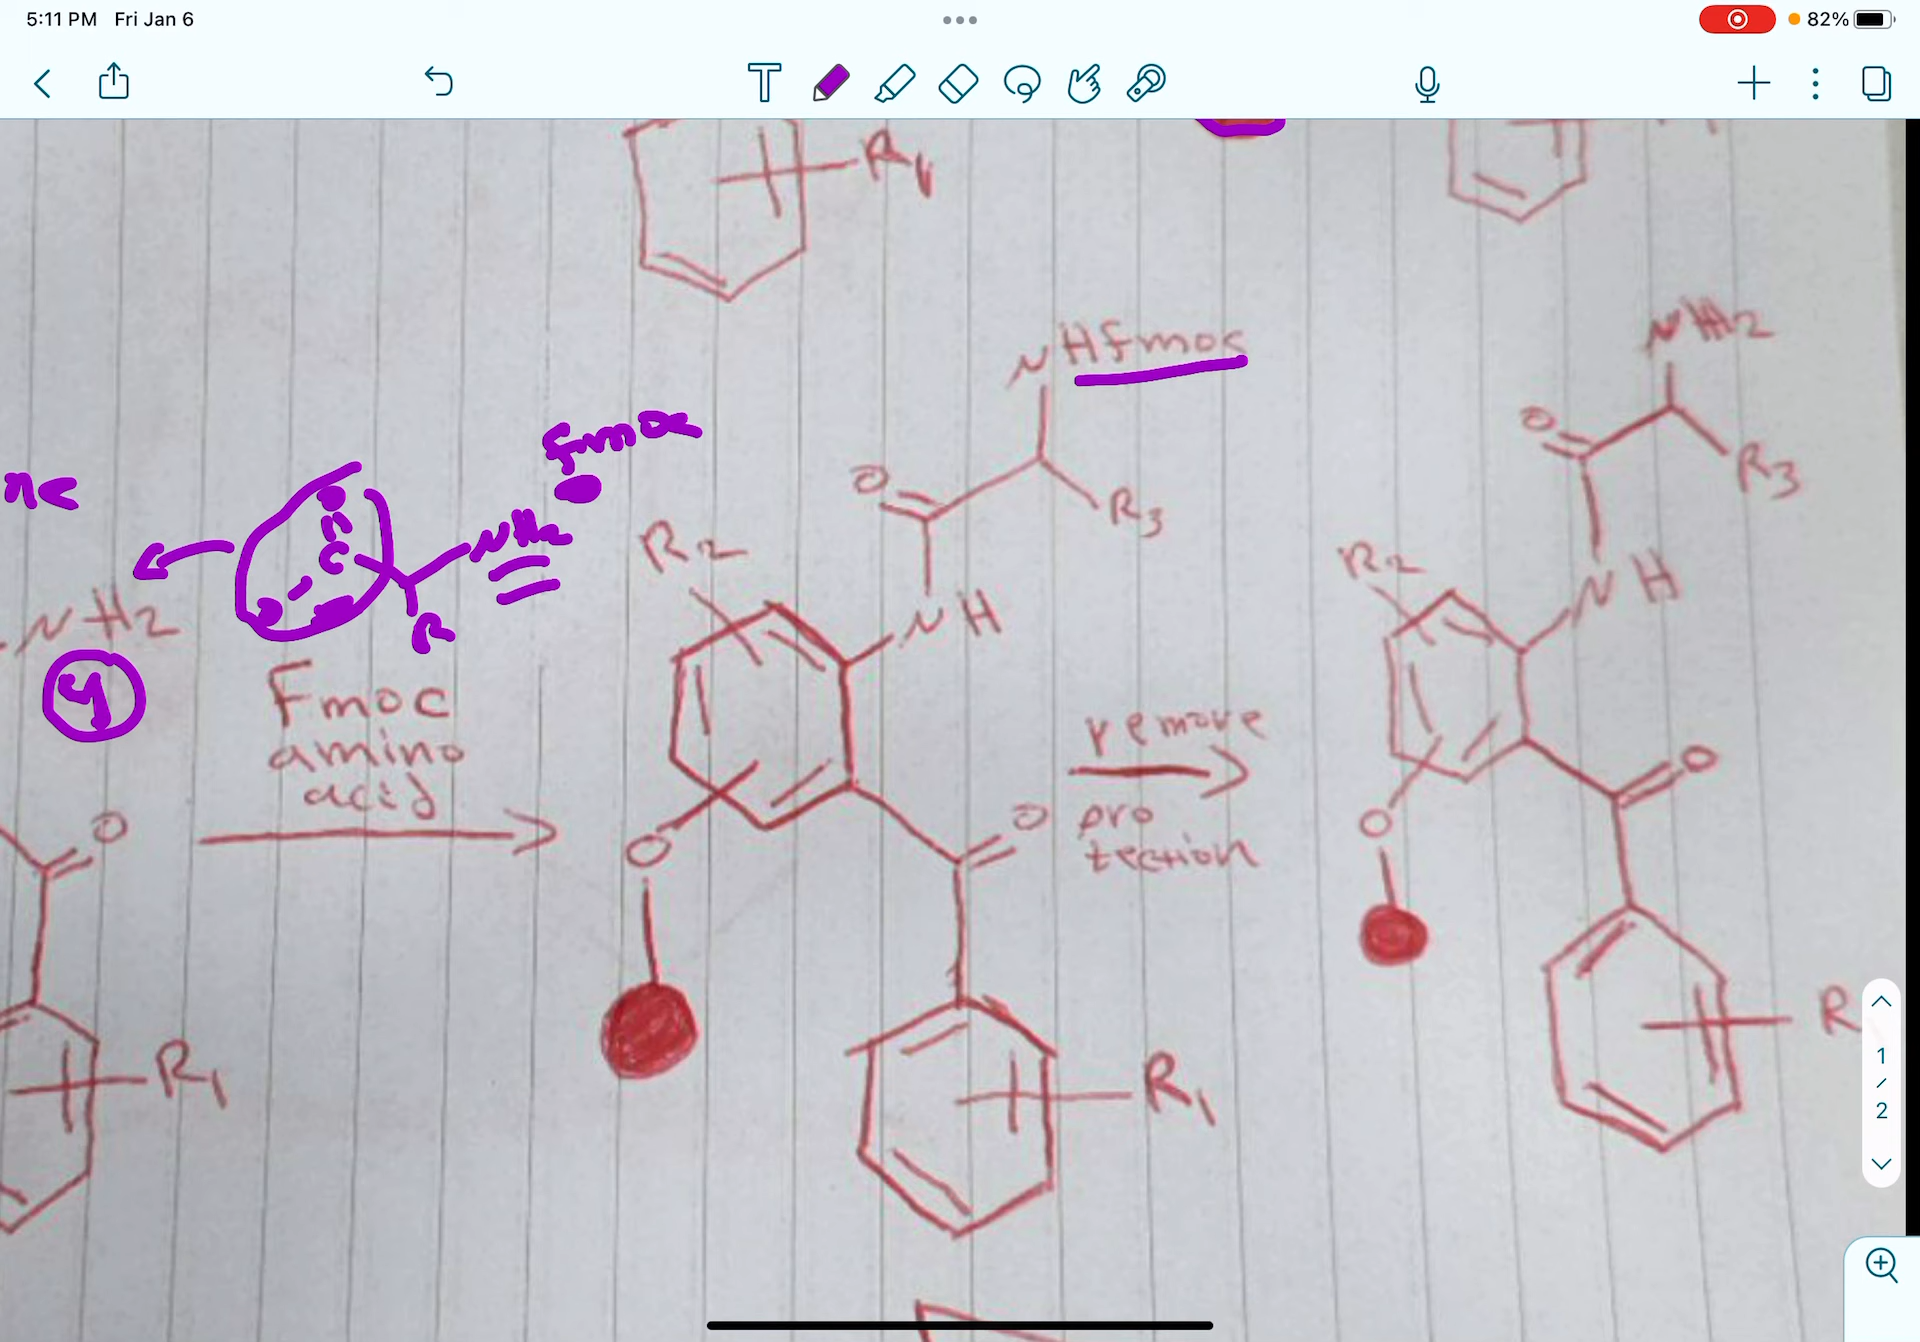 5:11 PM Fri Jan 6
82%
T
R1
NHfmoc
NH2
O
R3
fmoc
O
R3
NH2
C
R
R2
R2
NH2
NH
NH
4
Fmoc
amino
acid
remove
pro
tection
O
O
O
O
O
R1
R1
R
1
/
2